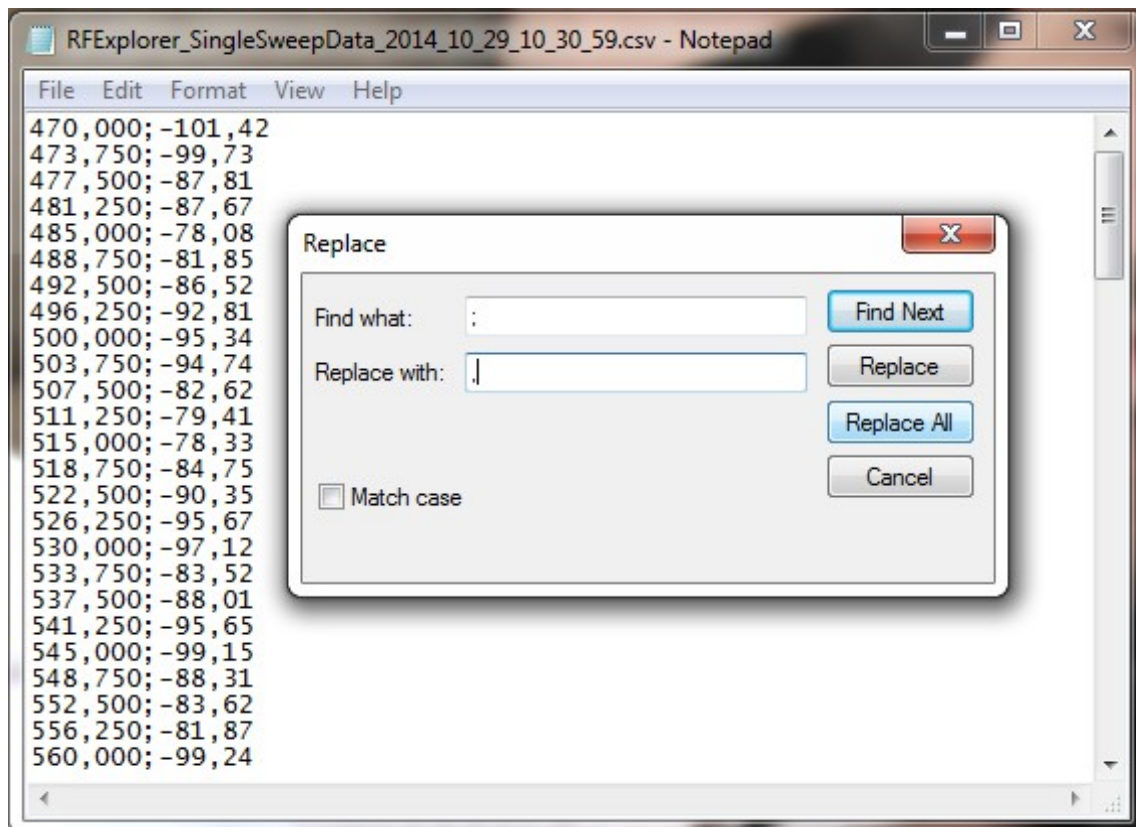 RFExplorer_SingleSweepData_2014_10_29_10_30_59.csv - Notepad
File Edit Format View Help
470,000;-101,42
473,750;-99,73
477,500;-87,81
481,250;-87,67
485,000;-78,08
488,750;-81,85
492,500;-86,52
496,250;-92,81
500,000;-95,34
503,750;-94,74
507,500;-82,62
511,250;-79,41
515,000;-78,33
518,750;-84,75
522,500;-90,35
526,250;-95,67
530,000;-97,12
533,750;-83,52
537,500;-88,01
541,250;-95,65
545,000;-99,15
548,750;-88,31
552,500;-83,62
556,250;-81,87
560,000;-99,24
Replace
Find what: ;
Find Next
Replace with: ,
Replace
Replace All
Cancel
Match case